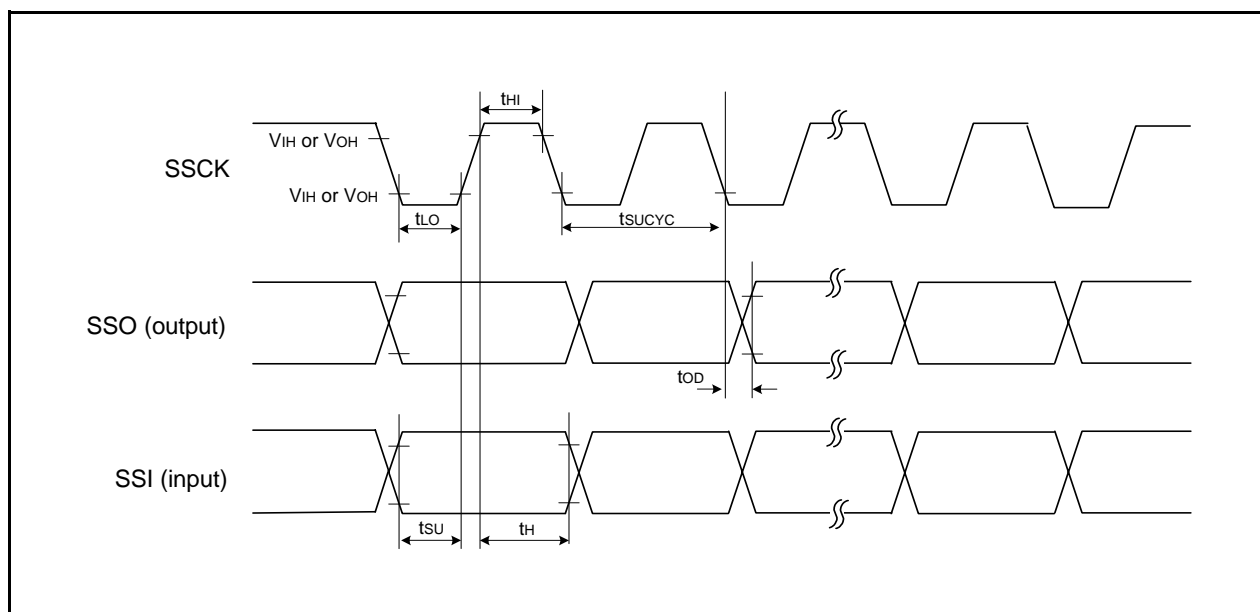 tHI
VIH or VOH
SSCK
VIH or VOH
tLO
tSUCYC
SSO (output)
tOD
SSI (input)
tSU
tH